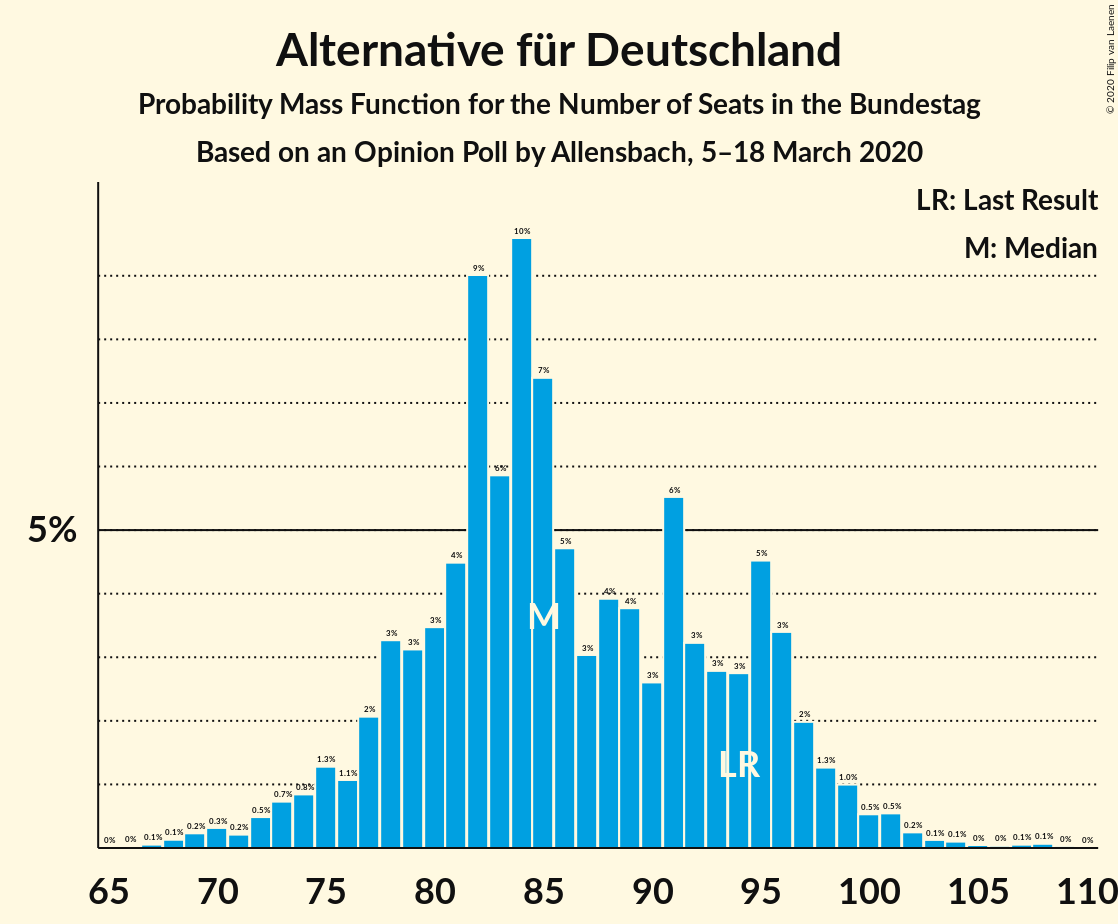 Alternative für Deutschland
Probability Mass Function for the Number of Seats in the Bundestag
Based on an Opinion Poll by Allensbach, 5–18 March 2020
© 2020 Filip van Laenen
LR: Last Result
M: Median
5%
0% 0% 0.1% 0.1% 0.2% 0.3% 0.2% 0.5% 0.7% 0.8% 1.3% 1.1% 2% 3% 3% 3% 4% 9% 6% 10% 7% 5% 3% 4% 4% 3% 6% 3% 3% 3% 5% 3% 2% 1.3% 1.0% 0.5% 0.5% 0.2% 0.1% 0.1% 0% 0% 0.1% 0.1% 0% 0%
M
LR
65 70 75 80 85 90 95 100 105 110